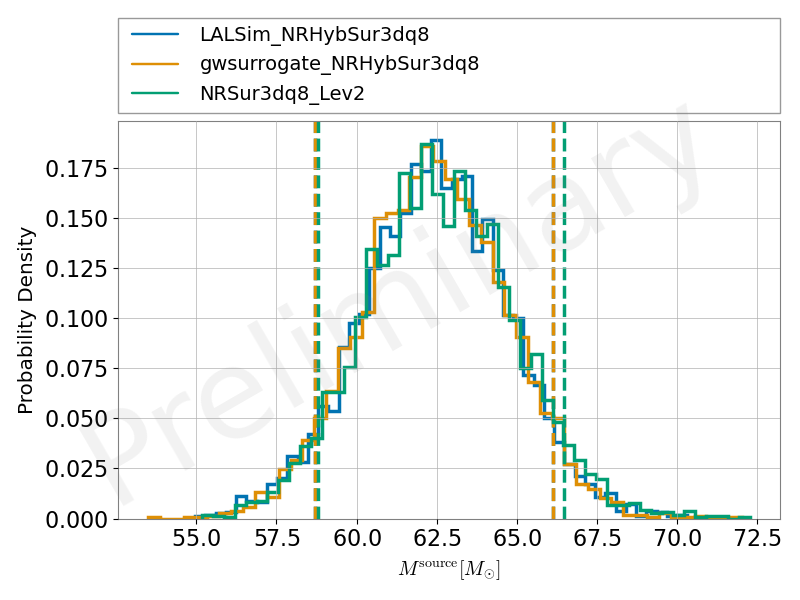 LALSim_NRHybSur3dq8
gwsurrogate_NRHybSur3dq8
NRSur3dq8_Lev2
Preliminary
Probability Density
0.175
0.150
0.125
0.100
0.075
0.050
0.025
0.000
55.0 57.5 60.0 62.5 65.0 67.5 70.0 72.5
M^source[M_⊙]